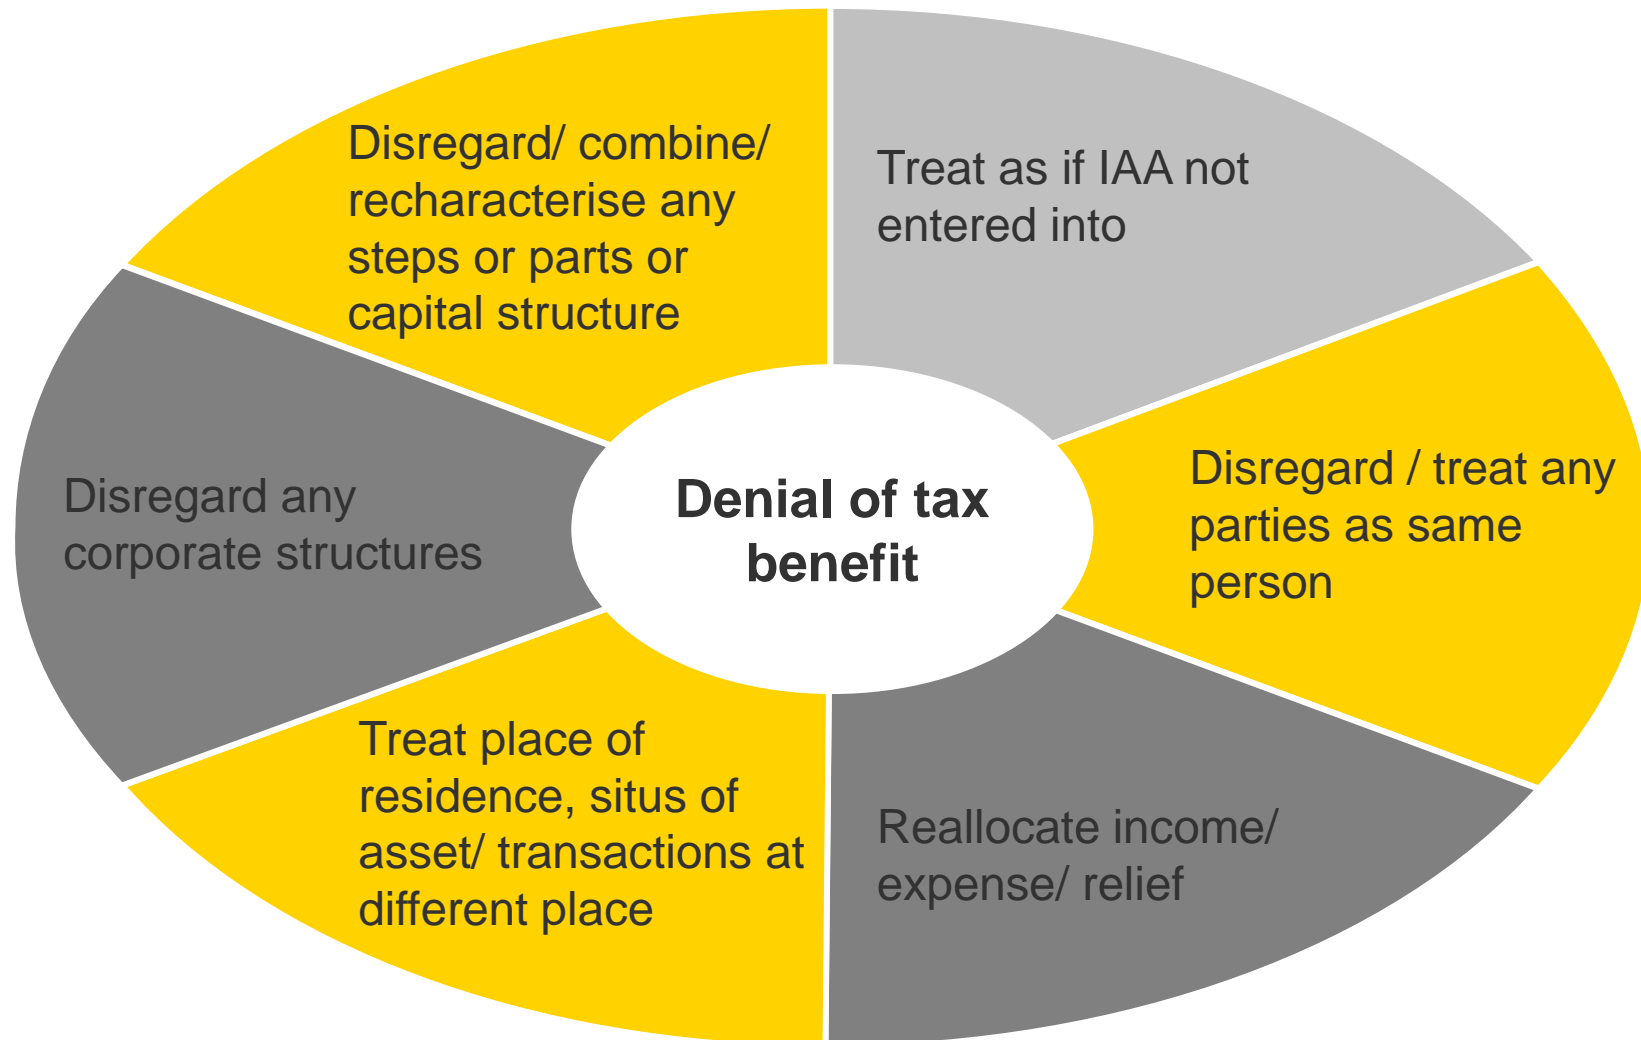 Disregard/ combine/
recharacterise any
steps or parts or
capital structure
Treat as if IAA not
entered into
Disregard any
corporate structures
Denial of tax
benefit
Disregard / treat any
parties as same
person
Treat place of
residence, situs of
asset/ transactions at
different place
Reallocate income/
expense/ relief